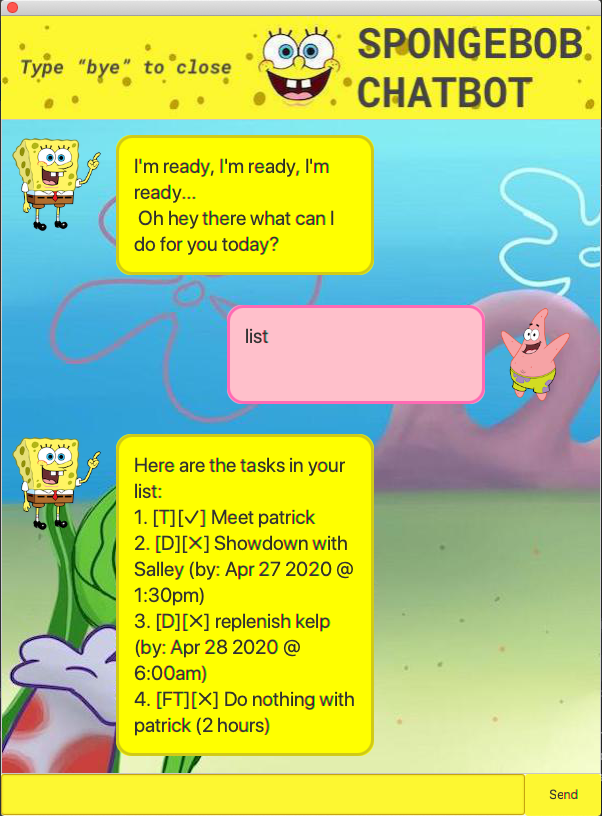 Type “bye” to close
SPONGEBOB
CHATBOT
I'm ready, I'm ready, I'm
ready...
Oh hey there what can I
do for you today?
list
Here are the tasks in your
list:
1. [T][✓] Meet patrick
2. [D][✕] Showdown with
Salley (by: Apr 27 2020 @
1:30pm)
3. [D][✕] replenish kelp
(by: Apr 28 2020 @
6:00am)
4. [FT][✕] Do nothing with
patrick (2 hours)
Send